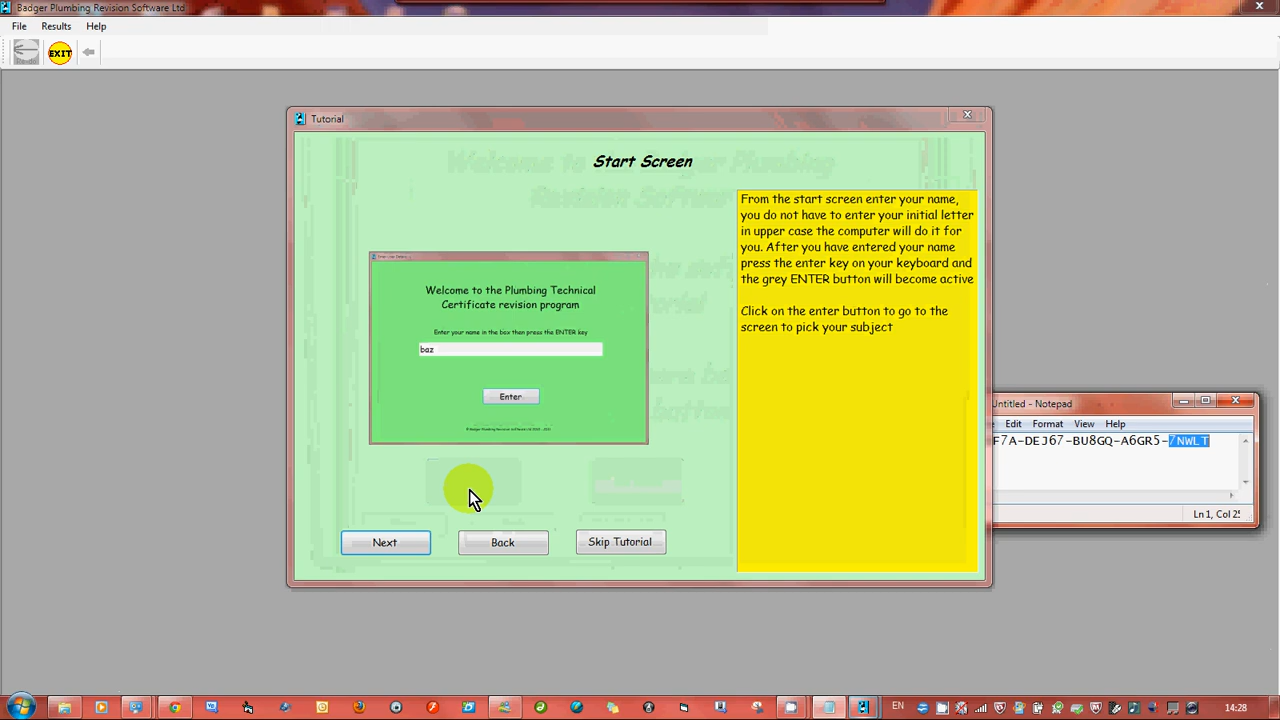 Badger Plumbing Revision Software Ltd
File Results Help
EXIT
Tutorial
Start Screen
From the start screen enter your name,
you do not have to enter your initial letter
in upper case the computer will do it for
you. After you have entered your name
press the enter key on your keyboard and
the grey ENTER button will become active
Click on the enter button to go to the
screen to pick your subject
Welcome to the Plumbing Technical
Certificate revision program
Enter your name in the box then press the ENTER key
baz
Enter
Next
Back
Skip Tutorial
Untitled - Notepad
Edit Format View Help
F7A-DEJ67-BU8GQ-A6GR5-7NWLT
Ln 1, Col 25
EN
14:28